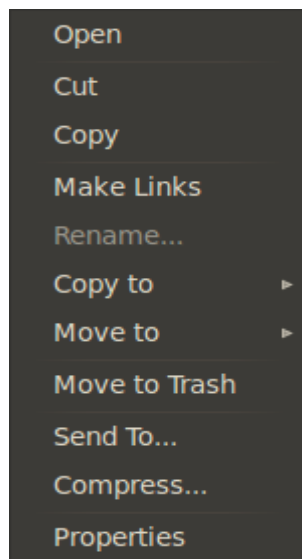 Open
Cut
Copy
Make Links
Rename...
Copy to
Move to
Move to Trash
Send To...
Compress...
Properties